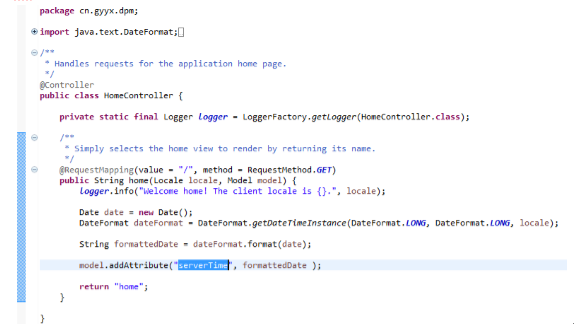 package cn.gyyx.dpm;
import java.text.DateFormat;
/**
* Handles requests for the application home page.
*/
@Controller
public class HomeController {
private static final Logger logger = LoggerFactory.getLogger(HomeController.class);
/**
* Simply selects the home view to render by returning its name.
*/
@RequestMapping(value = "/", method = RequestMethod.GET)
public String home(Locale locale, Model model) {
logger.info("Welcome home! The client locale is {}.", locale);
Date date = new Date();
DateFormat dateFormat = DateFormat.getDateTimeInstance(DateFormat.LONG, DateFormat.LONG, locale);
String formattedDate = dateFormat.format(date);
model.addAttribute("serverTime", formattedDate );
return "home";
}
}